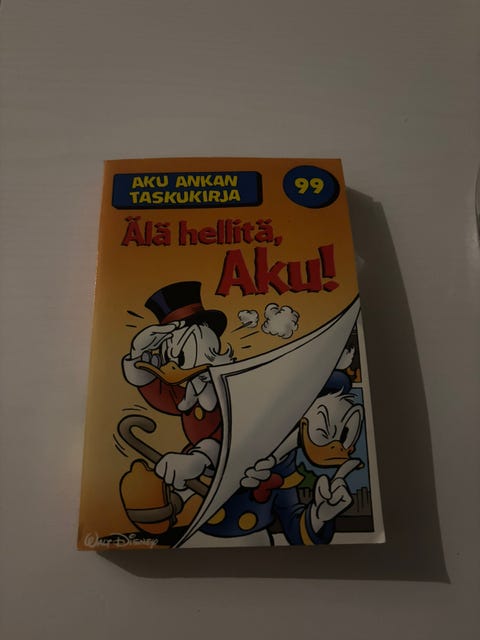 AKU ANKAN
TASKUKIRJA
99
Älä hellitä,
Aku!
Walt Disney